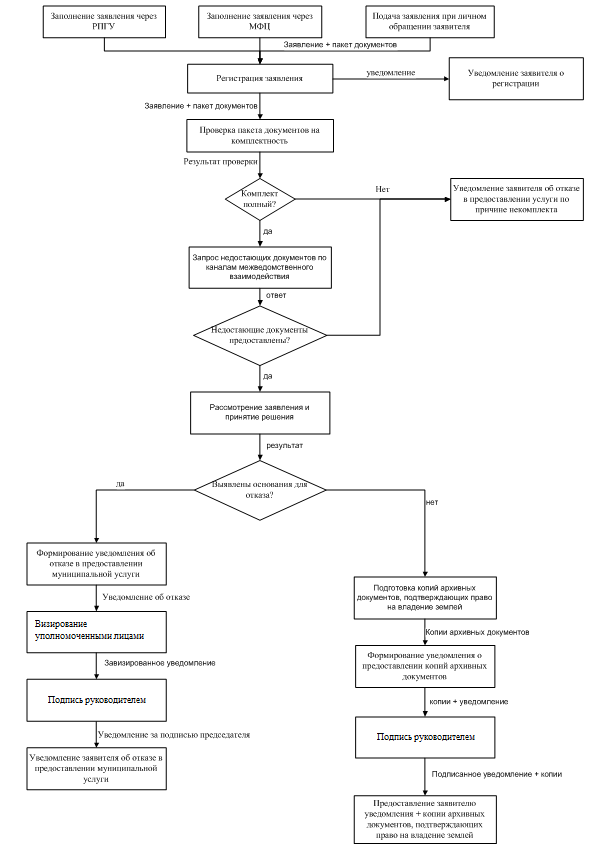 Заполнение заявления через
РПГУ
Заполнение заявления через
МФЦ
Подача заявления при личном
обращении заявителя
Заявление + пакет документов
Регистрация заявления
уведомление
Уведомление заявителя о
регистрации
Заявление + пакет документов
Проверка пакета документов на
комплектность
Результат проверки
Комплект
полный?
Нет
Уведомление заявителя об отказе
в предоставлении услуги по
причине некомплекта
да
Запрос недостающих документов по
каналам межведомственного
взаимодействия
ответ
Недостающие документы
предоставлены?
да
Рассмотрение заявления и
принятие решения
результат
Выявлены основания для
отказа?
да
нет
Формирование уведомления об
отказе в предоставлении
муниципальной услуги
Уведомление об отказе
Визирование
уполномоченными лицами
Завизированное уведомление
Подпись руководителем
Уведомление за подписью председателя
Уведомление заявителя об отказе в
предоставлении муниципальной
услуги
Подготовка копий архивных
документов, подтверждающих право
на владение землей
Копии архивных документов
Формирование уведомления о
предоставлении копий архивных
документов
копии + уведомление
Подпись руководителем
Подписанное уведомление + копии
Предоставление заявителю
уведомления + копии архивных
документов, подтверждающих
право на владение землей